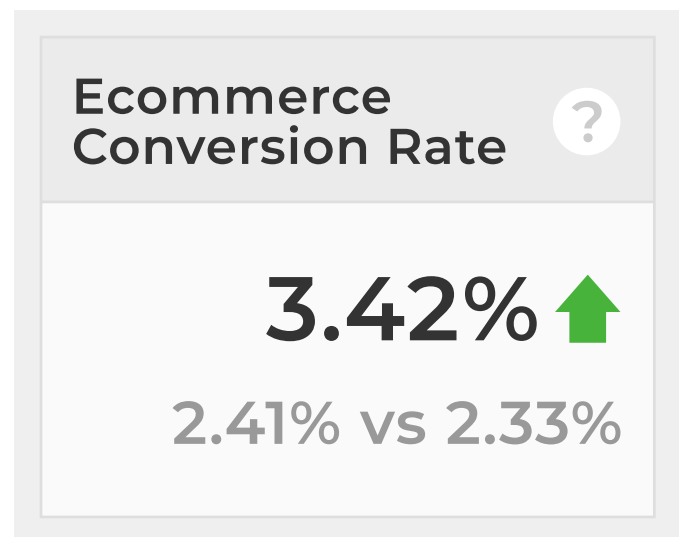 Ecommerce
Conversion Rate
?
3.42%
2.41% vs 2.33%